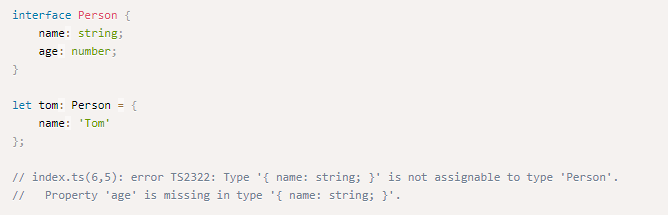 interface Person {
    name: string;
    age: number;
}
let tom: Person = {
    name: 'Tom'
};
// index.ts(6,5): error TS2322: Type '{ name: string; }' is not assignable to type 'Person'.
//   Property 'age' is missing in type '{ name: string; }'.